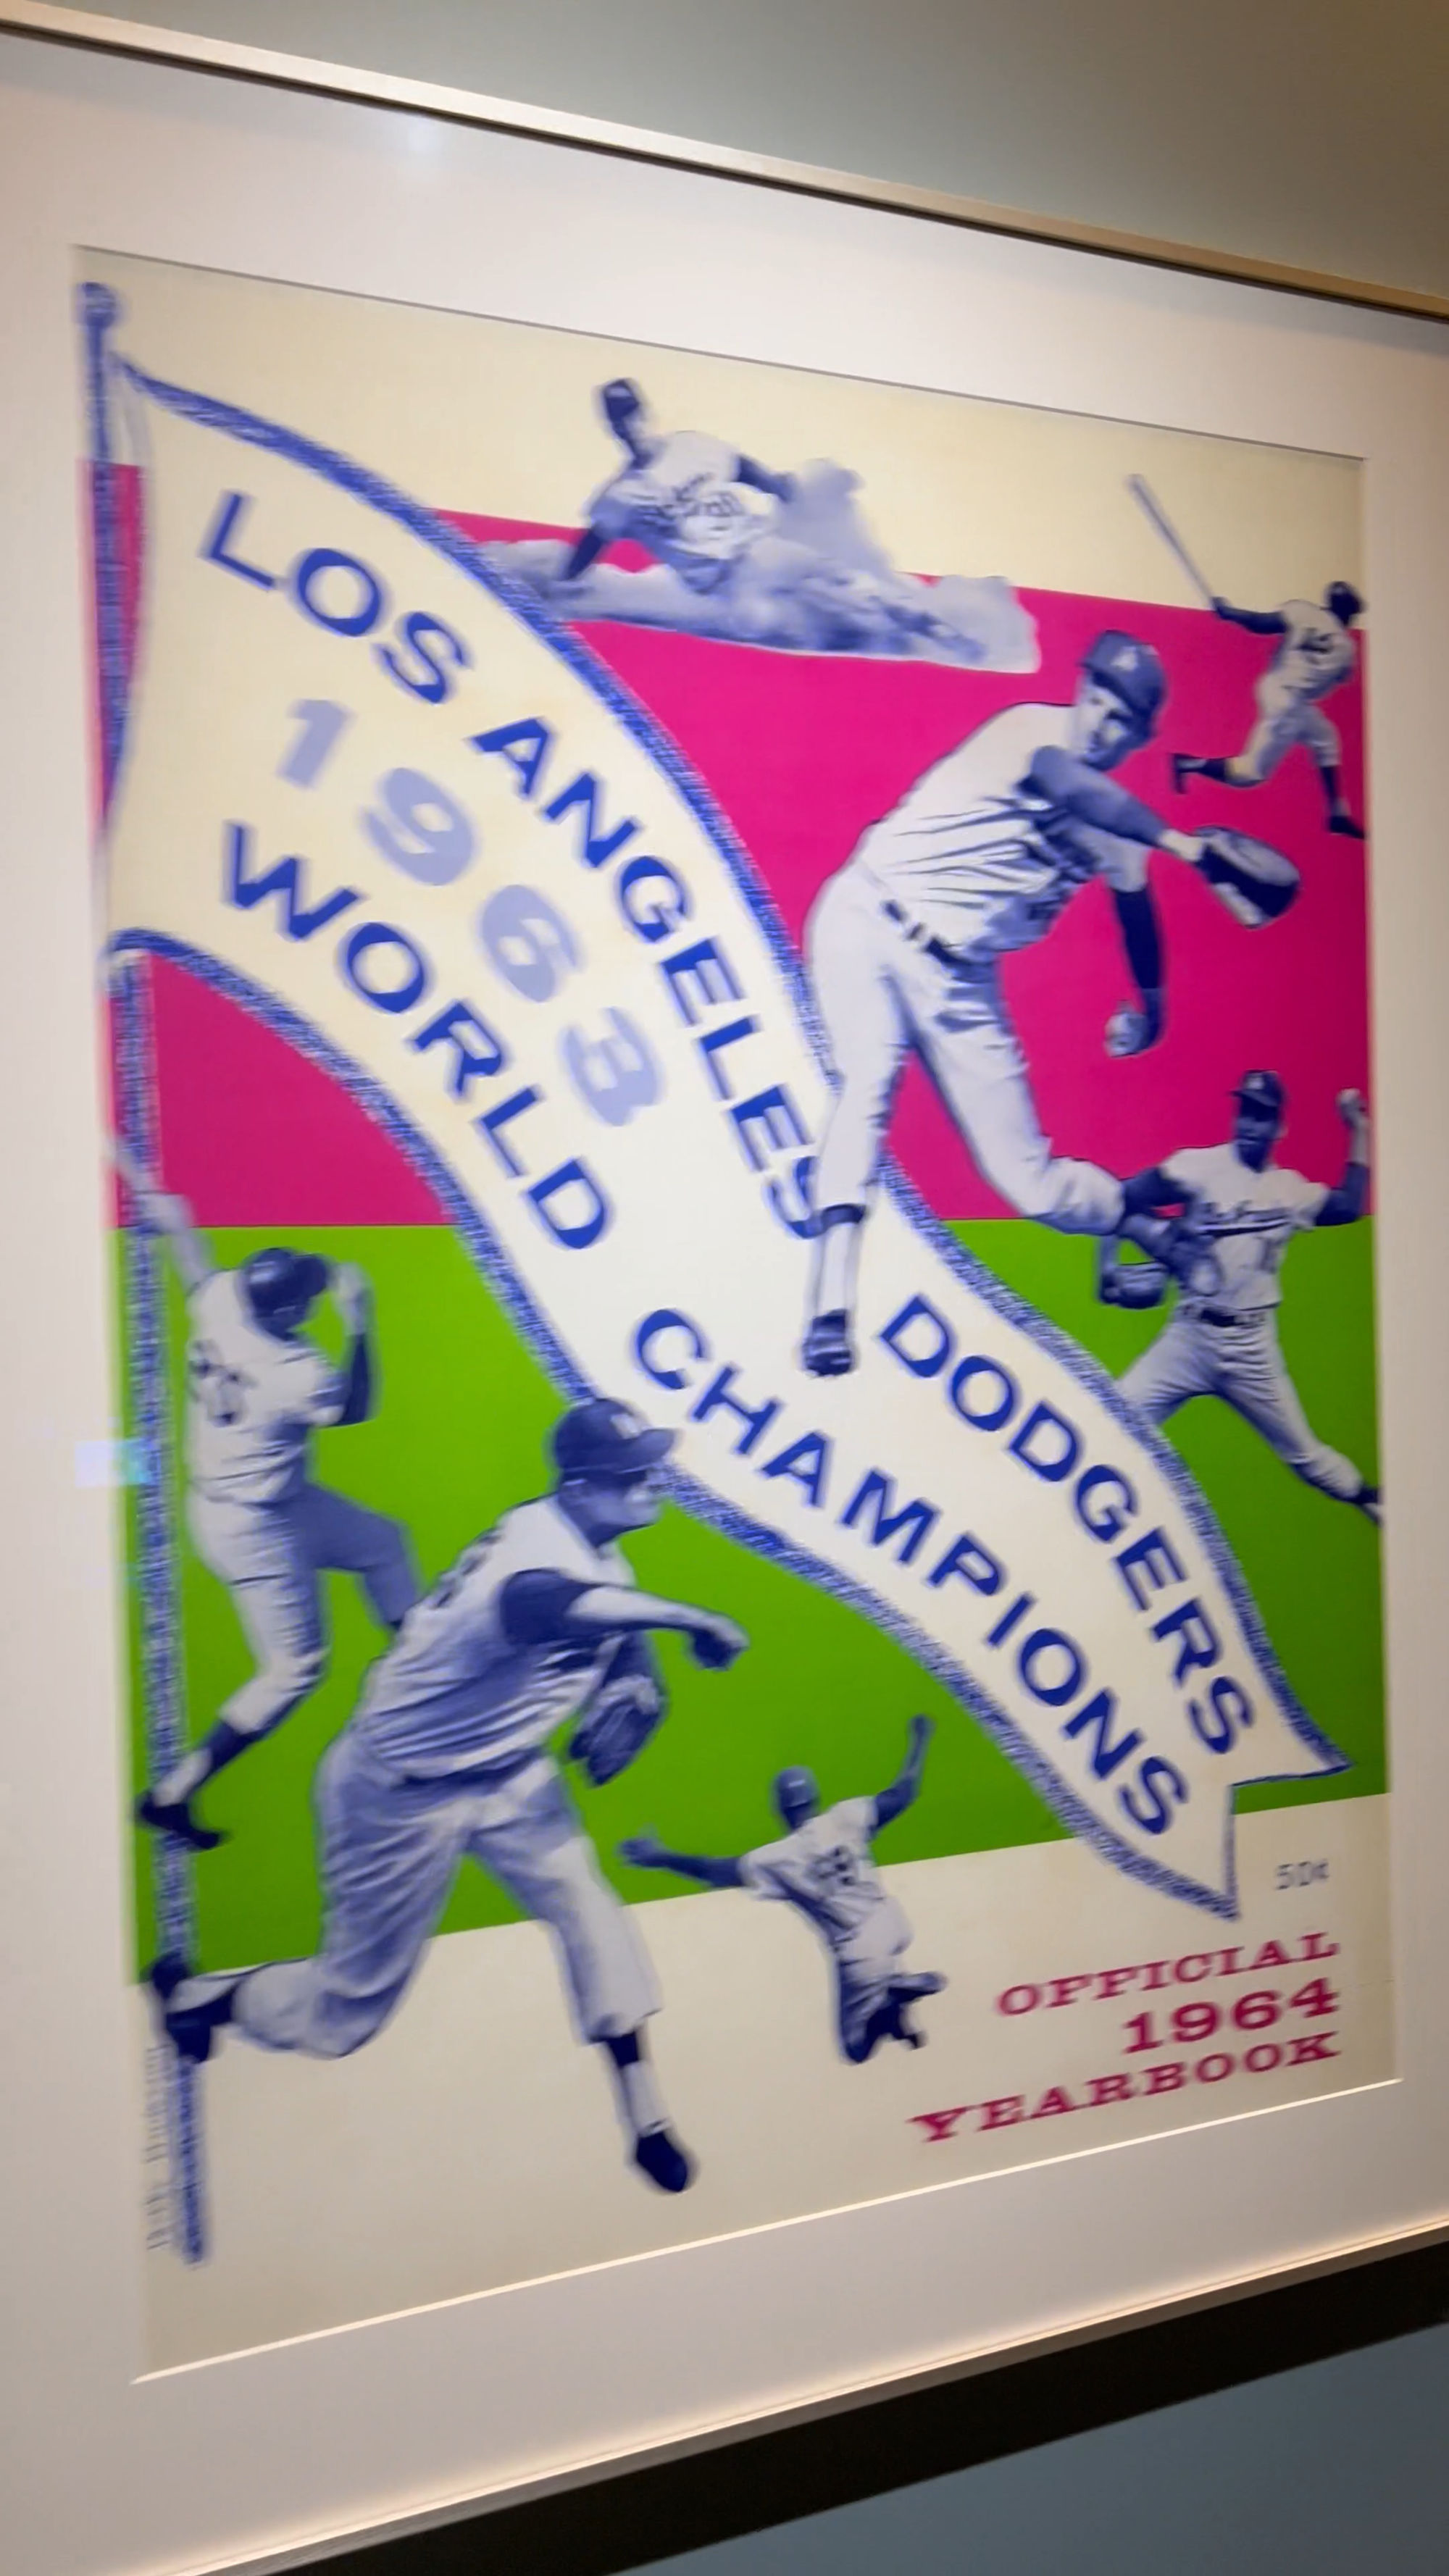 LOS ANGELES DODGERS
1963
WORLD CHAMPIONS
50¢
OFFICIAL
1964
YEARBOOK